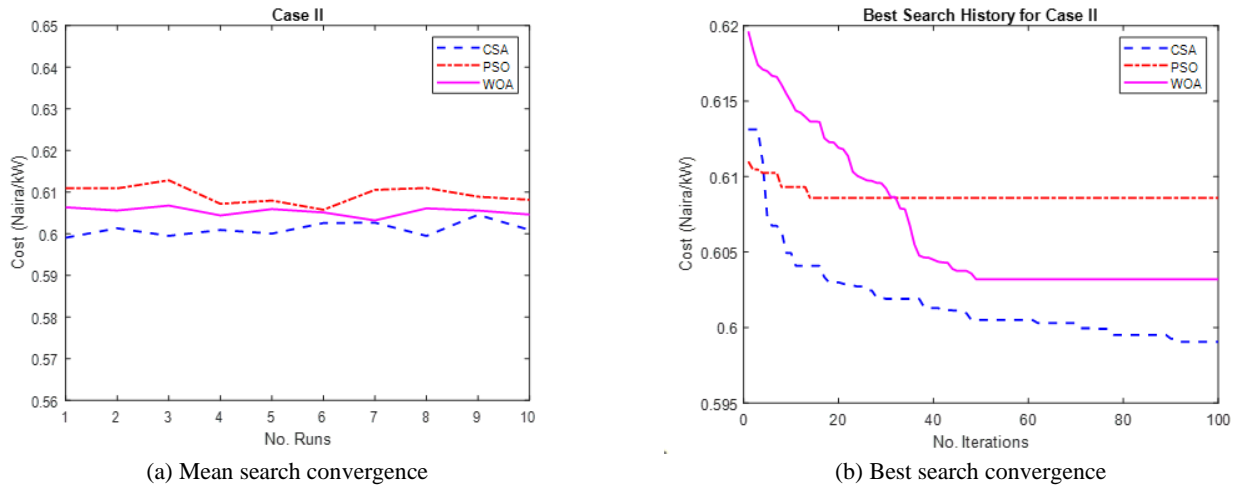 Case II
0.65
0.64
0.63
0.62
0.61
0.6
0.59
0.58
0.57
0.56
Cost (Naira/kW)
1 2 3 4 5 6 7 8 9 10
No. Runs
CSA
PSO
WOA
(a) Mean search convergence
Best Search History for Case II
0.62
0.615
0.61
0.605
0.6
0.595
Cost (Naira/kW)
0 20 40 60 80 100
No. Iterations
CSA
PSO
WOA
(b) Best search convergence